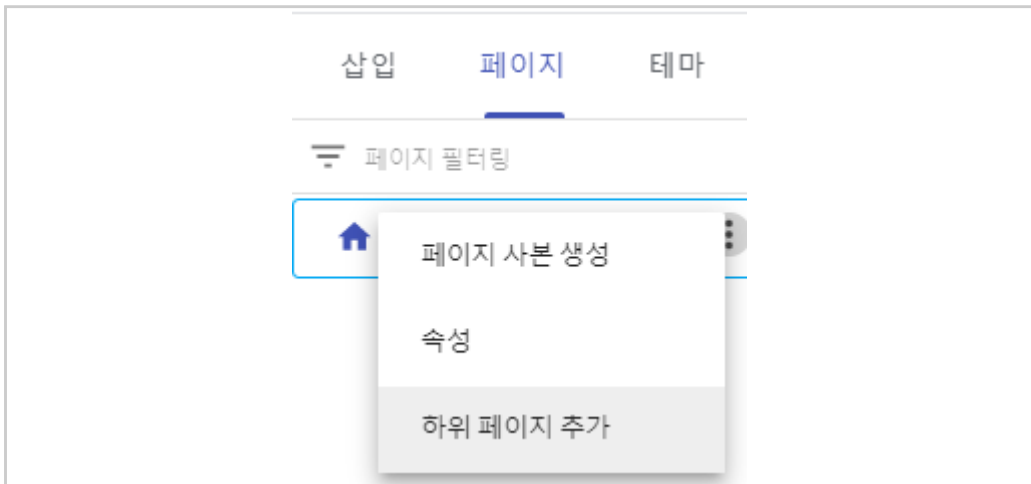 삽입 페이지 테마
페이지 필터링
페이지 사본 생성
속성
하위 페이지 추가